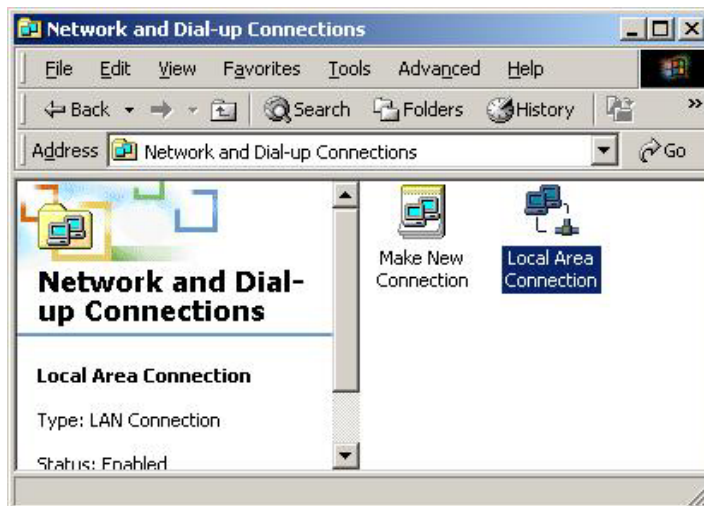 Network and Dial-up Connections
File Edit View Favorites Tools Advanced Help
Back Search Folders History »
Address Network and Dial-up Connections Go
Network and Dial-
up Connections
Local Area Connection
Type: LAN Connection
Status: Enabled
Make New
Connection
Local Area
Connection